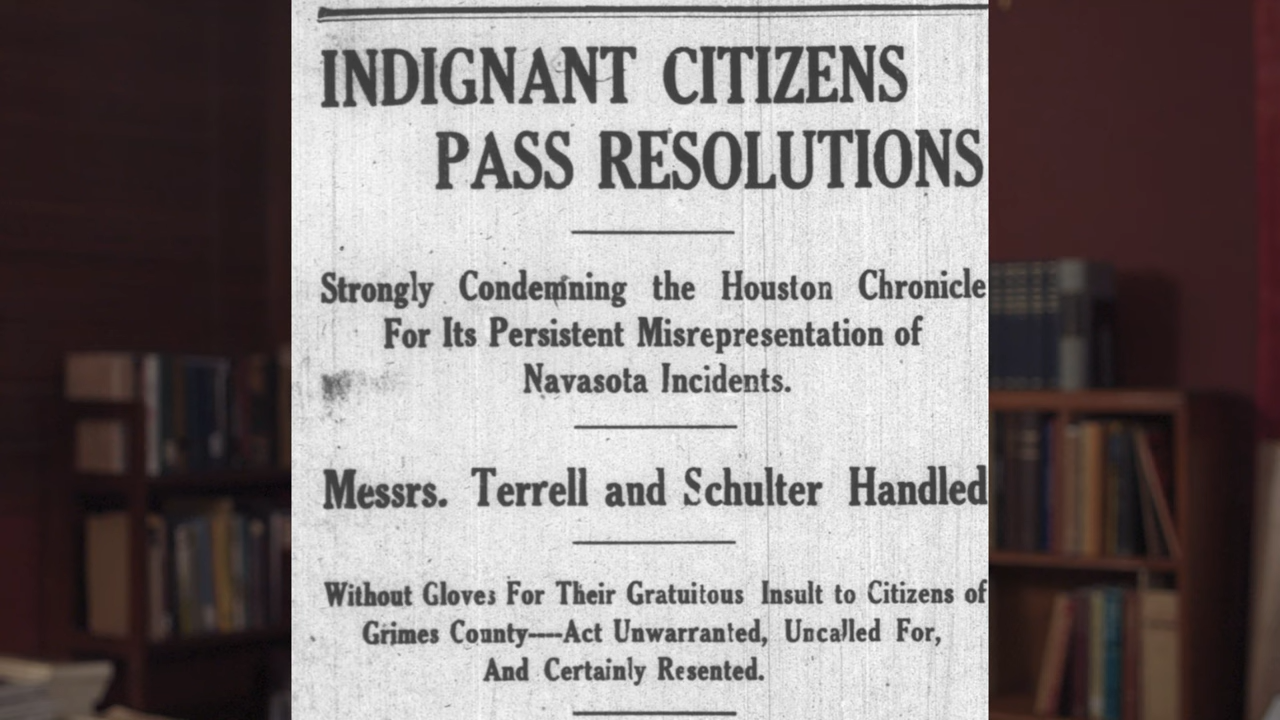 INDIGNANT CITIZENS
PASS RESOLUTIONS
Strongly Condemning the Houston Chronicle
For Its Persistent Misrepresentation of
Navasota Incidents.
Messrs. Terrell and Schulter Handled
Without Gloves For Their Gratuitous Insult to Citizens of
Grimes County—Act Unwarranted, Uncalled For,
And Certainly Resented.